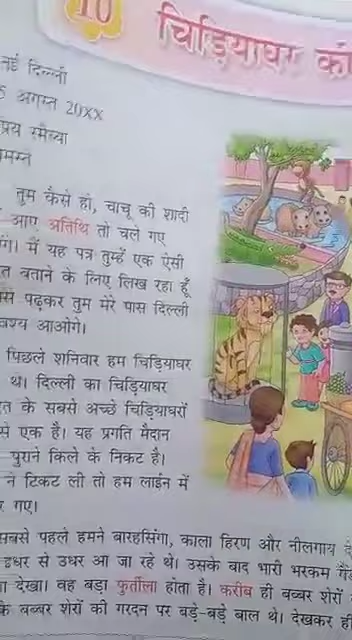 10
चिड़ियाघर
नई दिल्ली
अगस्त 20xx
प्रिय रमैय्या
नमस्ते
तुम कैसे हो, चाचू की शादी
आए अतिथि तो चले गए
मैं यह पत्र तुम्हें एक ऐसी
बताने के लिए लिख रहा हूँ
पढ़कर तुम मेरे पास दिल्ली
आओगे।
पिछले शनिवार हम चिड़ियाघर
थे। दिल्ली का चिड़ियाघर
के सबसे अच्छे चिड़ियाघरों
से एक है। यह प्रगति मैदान
पुराने किले के निकट है।
ने टिकट ली तो हम लाईन में
गए।
सबसे पहले हमने बारहसिंगा, काला हिरण और नीलगाय
इधर से उधर आ जा रहे थे। उसके बाद भारी भरकम
देखा। वह बड़ा फुर्तीला होता है। करीब ही बब्बर शेरों
के बब्बर शेरों की गरदन पर बड़े-बड़े बाल थे। देखकर ही